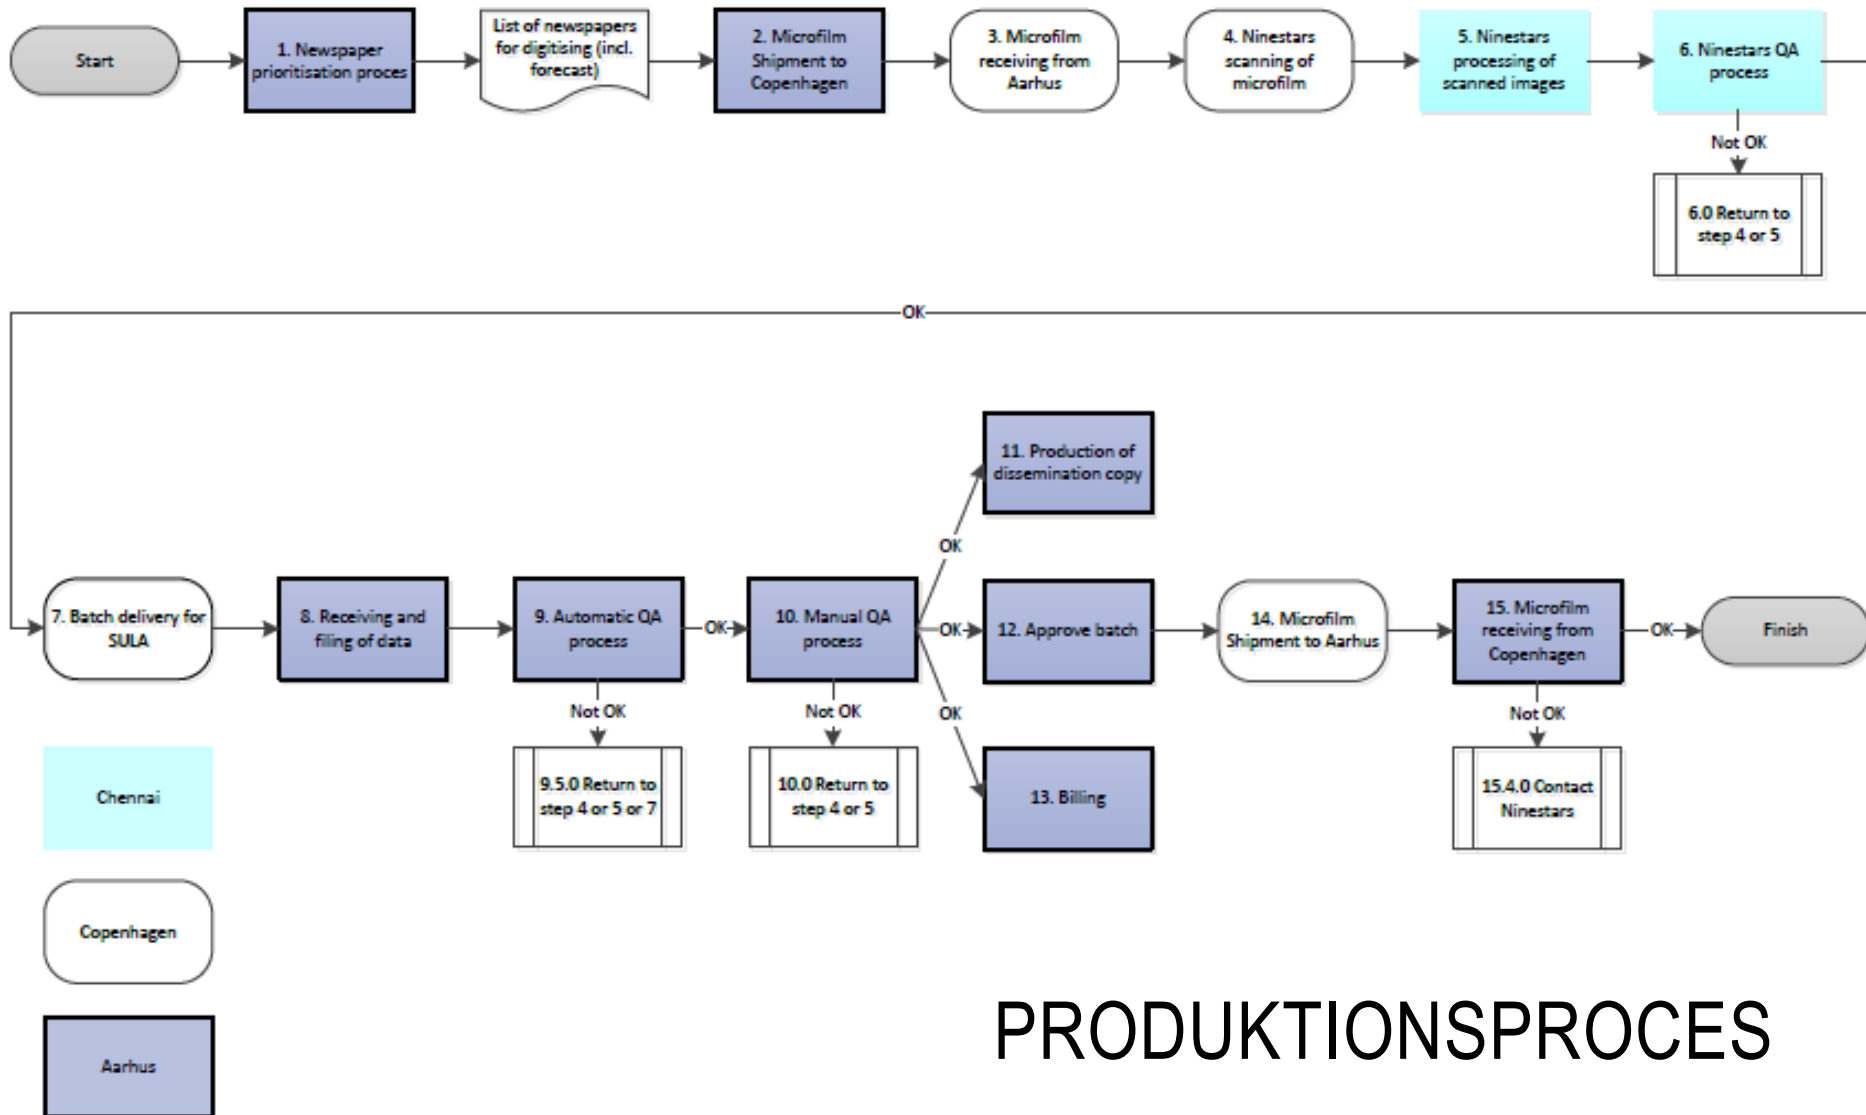 Start
1. Newspaper
prioritisation proces
List of newspapers
for digitising (incl.
forecast)
2. Microfilm
Shipment to
Copenhagen
3. Microfilm
receiving from
Aarhus
4. Ninestars
scanning of
microfilm
5. Ninestars
processing of
scanned images
6. Ninestars QA
process
Not OK
6.0 Return to
step 4 or 5
OK
7. Batch delivery for
SULA
8. Receiving and
filing of data
9. Automatic QA
process
OK
Not OK
9.5.0 Return to
step 4 or 5 or 7
10. Manual QA
process
Not OK
10.0 Return to
step 4 or 5
OK
OK
OK
11. Production of
dissemination copy
12. Approve batch
13. Billing
14. Microfilm
Shipment to Aarhus
15. Microfilm
receiving from
Copenhagen
OK
Not OK
15.4.0 Contact
Ninestars
Finish
Chennai
Copenhagen
Aarhus
PRODUKTIONSPROCES